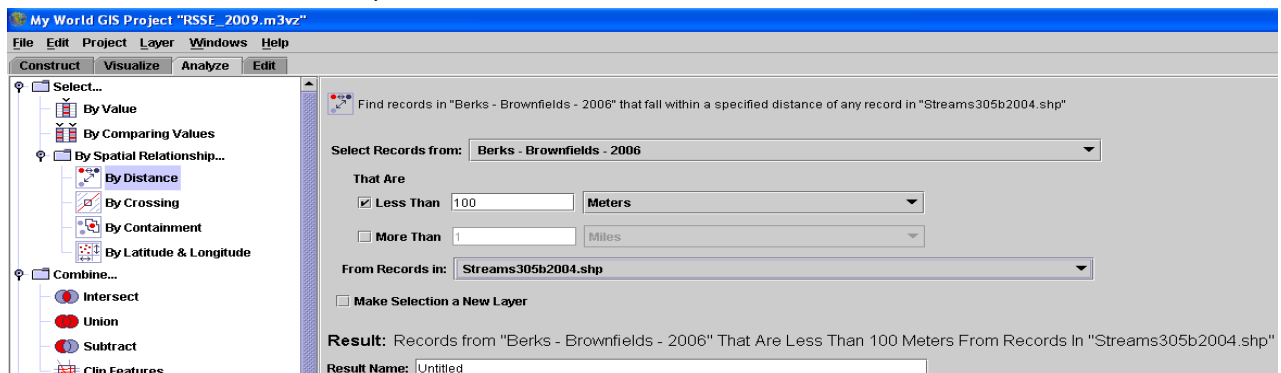 My World GIS Project "RSSE_2009.m3vz"
File Edit Project Layer Windows Help
Construct Visualize Analyze Edit
Select...
By Value
By Comparing Values
By Spatial Relationship...
By Distance
By Crossing
By Containment
By Latitude & Longitude
Combine...
Intersect
Union
Subtract
Clip Features
Find records in "Berks - Brownfields - 2006" that fall within a specified distance of any record in "Streams305b2004.shp"
Select Records from: Berks - Brownfields - 2006
That Are
Less Than 100 Meters
More Than 1 Miles
From Records in: Streams305b2004.shp
Make Selection a New Layer
Result: Records from "Berks - Brownfields - 2006" That Are Less Than 100 Meters From Records In "Streams305b2004.shp"
Result Name: Untitled